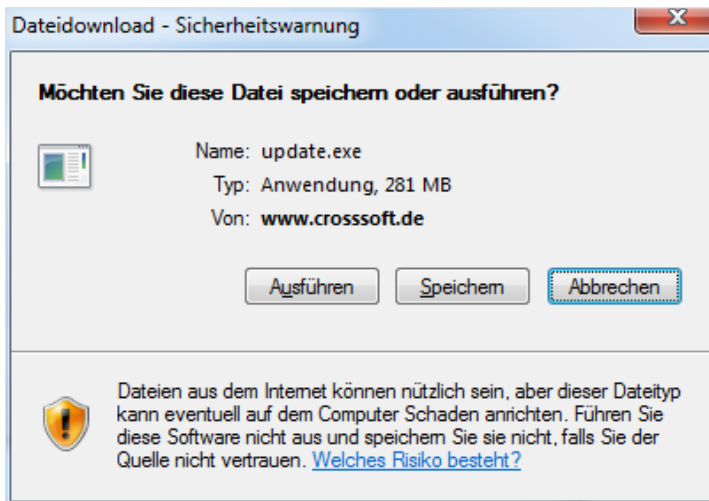 Dateidownload - Sicherheitswarnung
Möchten Sie diese Datei speichern oder ausführen?
Name: update.exe
Typ: Anwendung, 281 MB
Von: www.crosssoft.de
Ausführen Speichern Abbrechen
Dateien aus dem Internet können nützlich sein, aber dieser Dateityp
kann eventuell auf dem Computer Schaden anrichten. Führen Sie
diese Software nicht aus und speichern Sie sie nicht, falls Sie der
Quelle nicht vertrauen. Welches Risiko besteht?